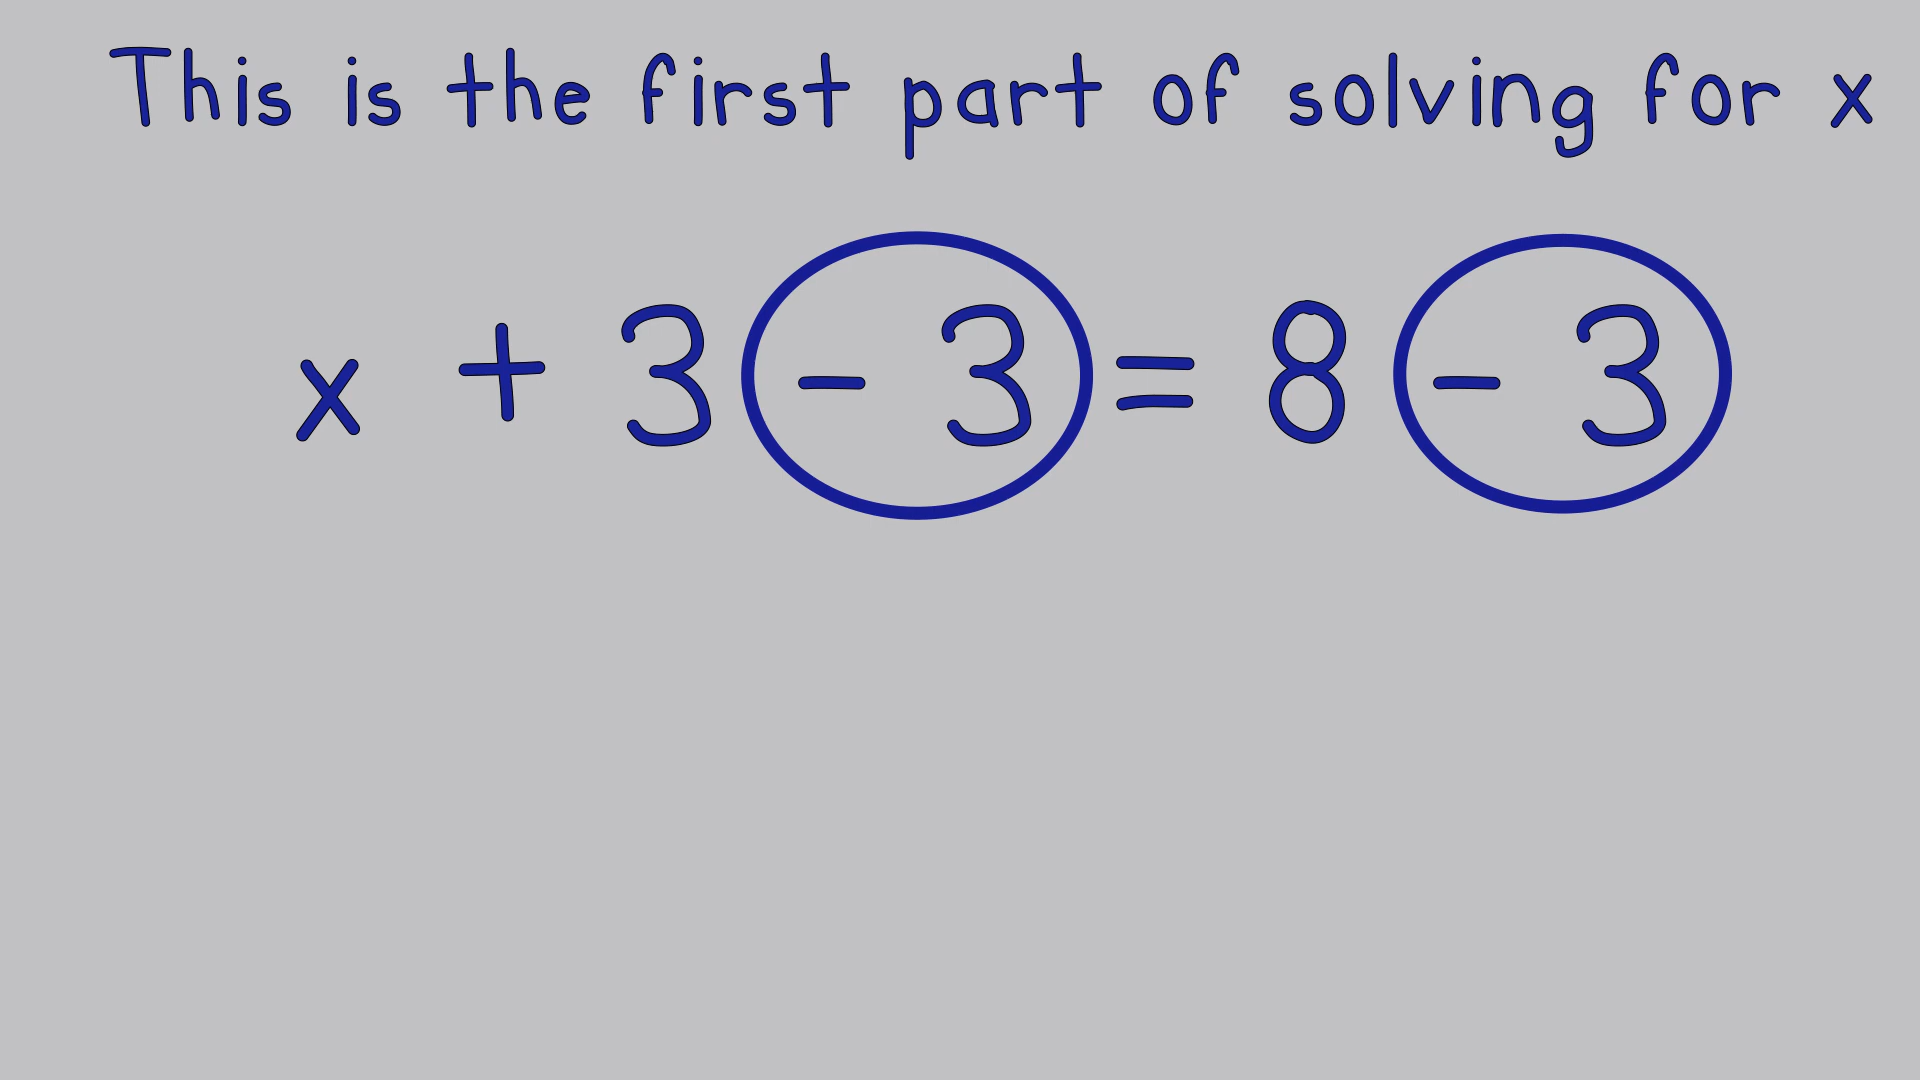 This is the first part of solving for x
x + 3 - 3 = 8 - 3